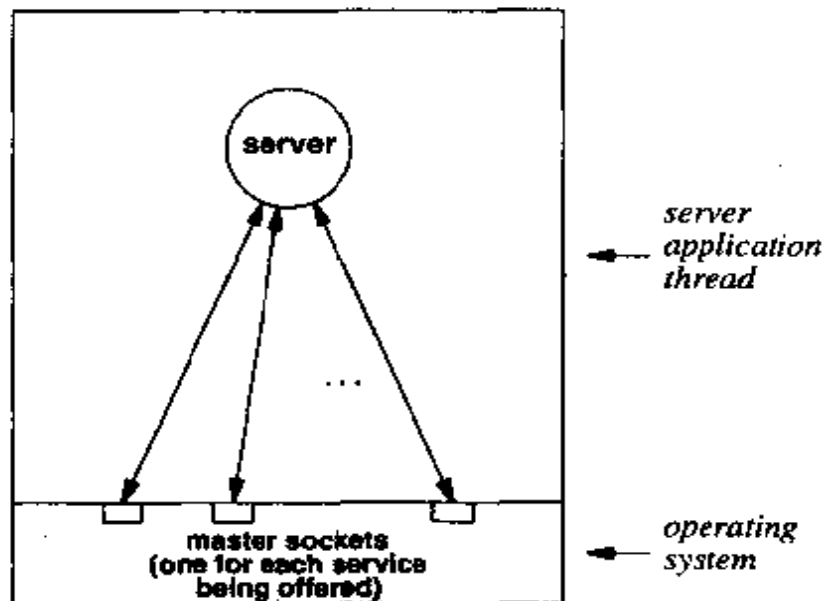 server
server
application
thread
...
master sockets
(one for each service
being offered)
operating
system